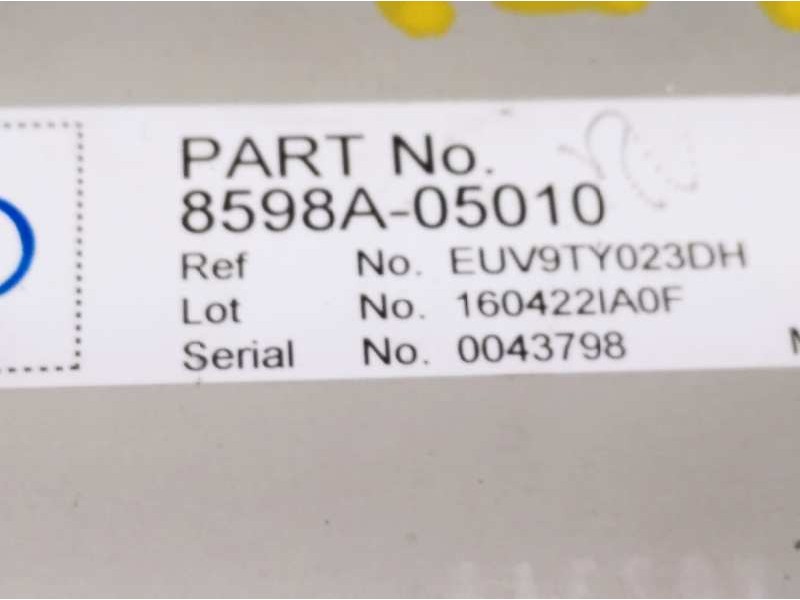 PART No.
8598A-05010
Ref No. EUV9TY023DH
Lot No. 160422IA0F
Serial No. 0043798